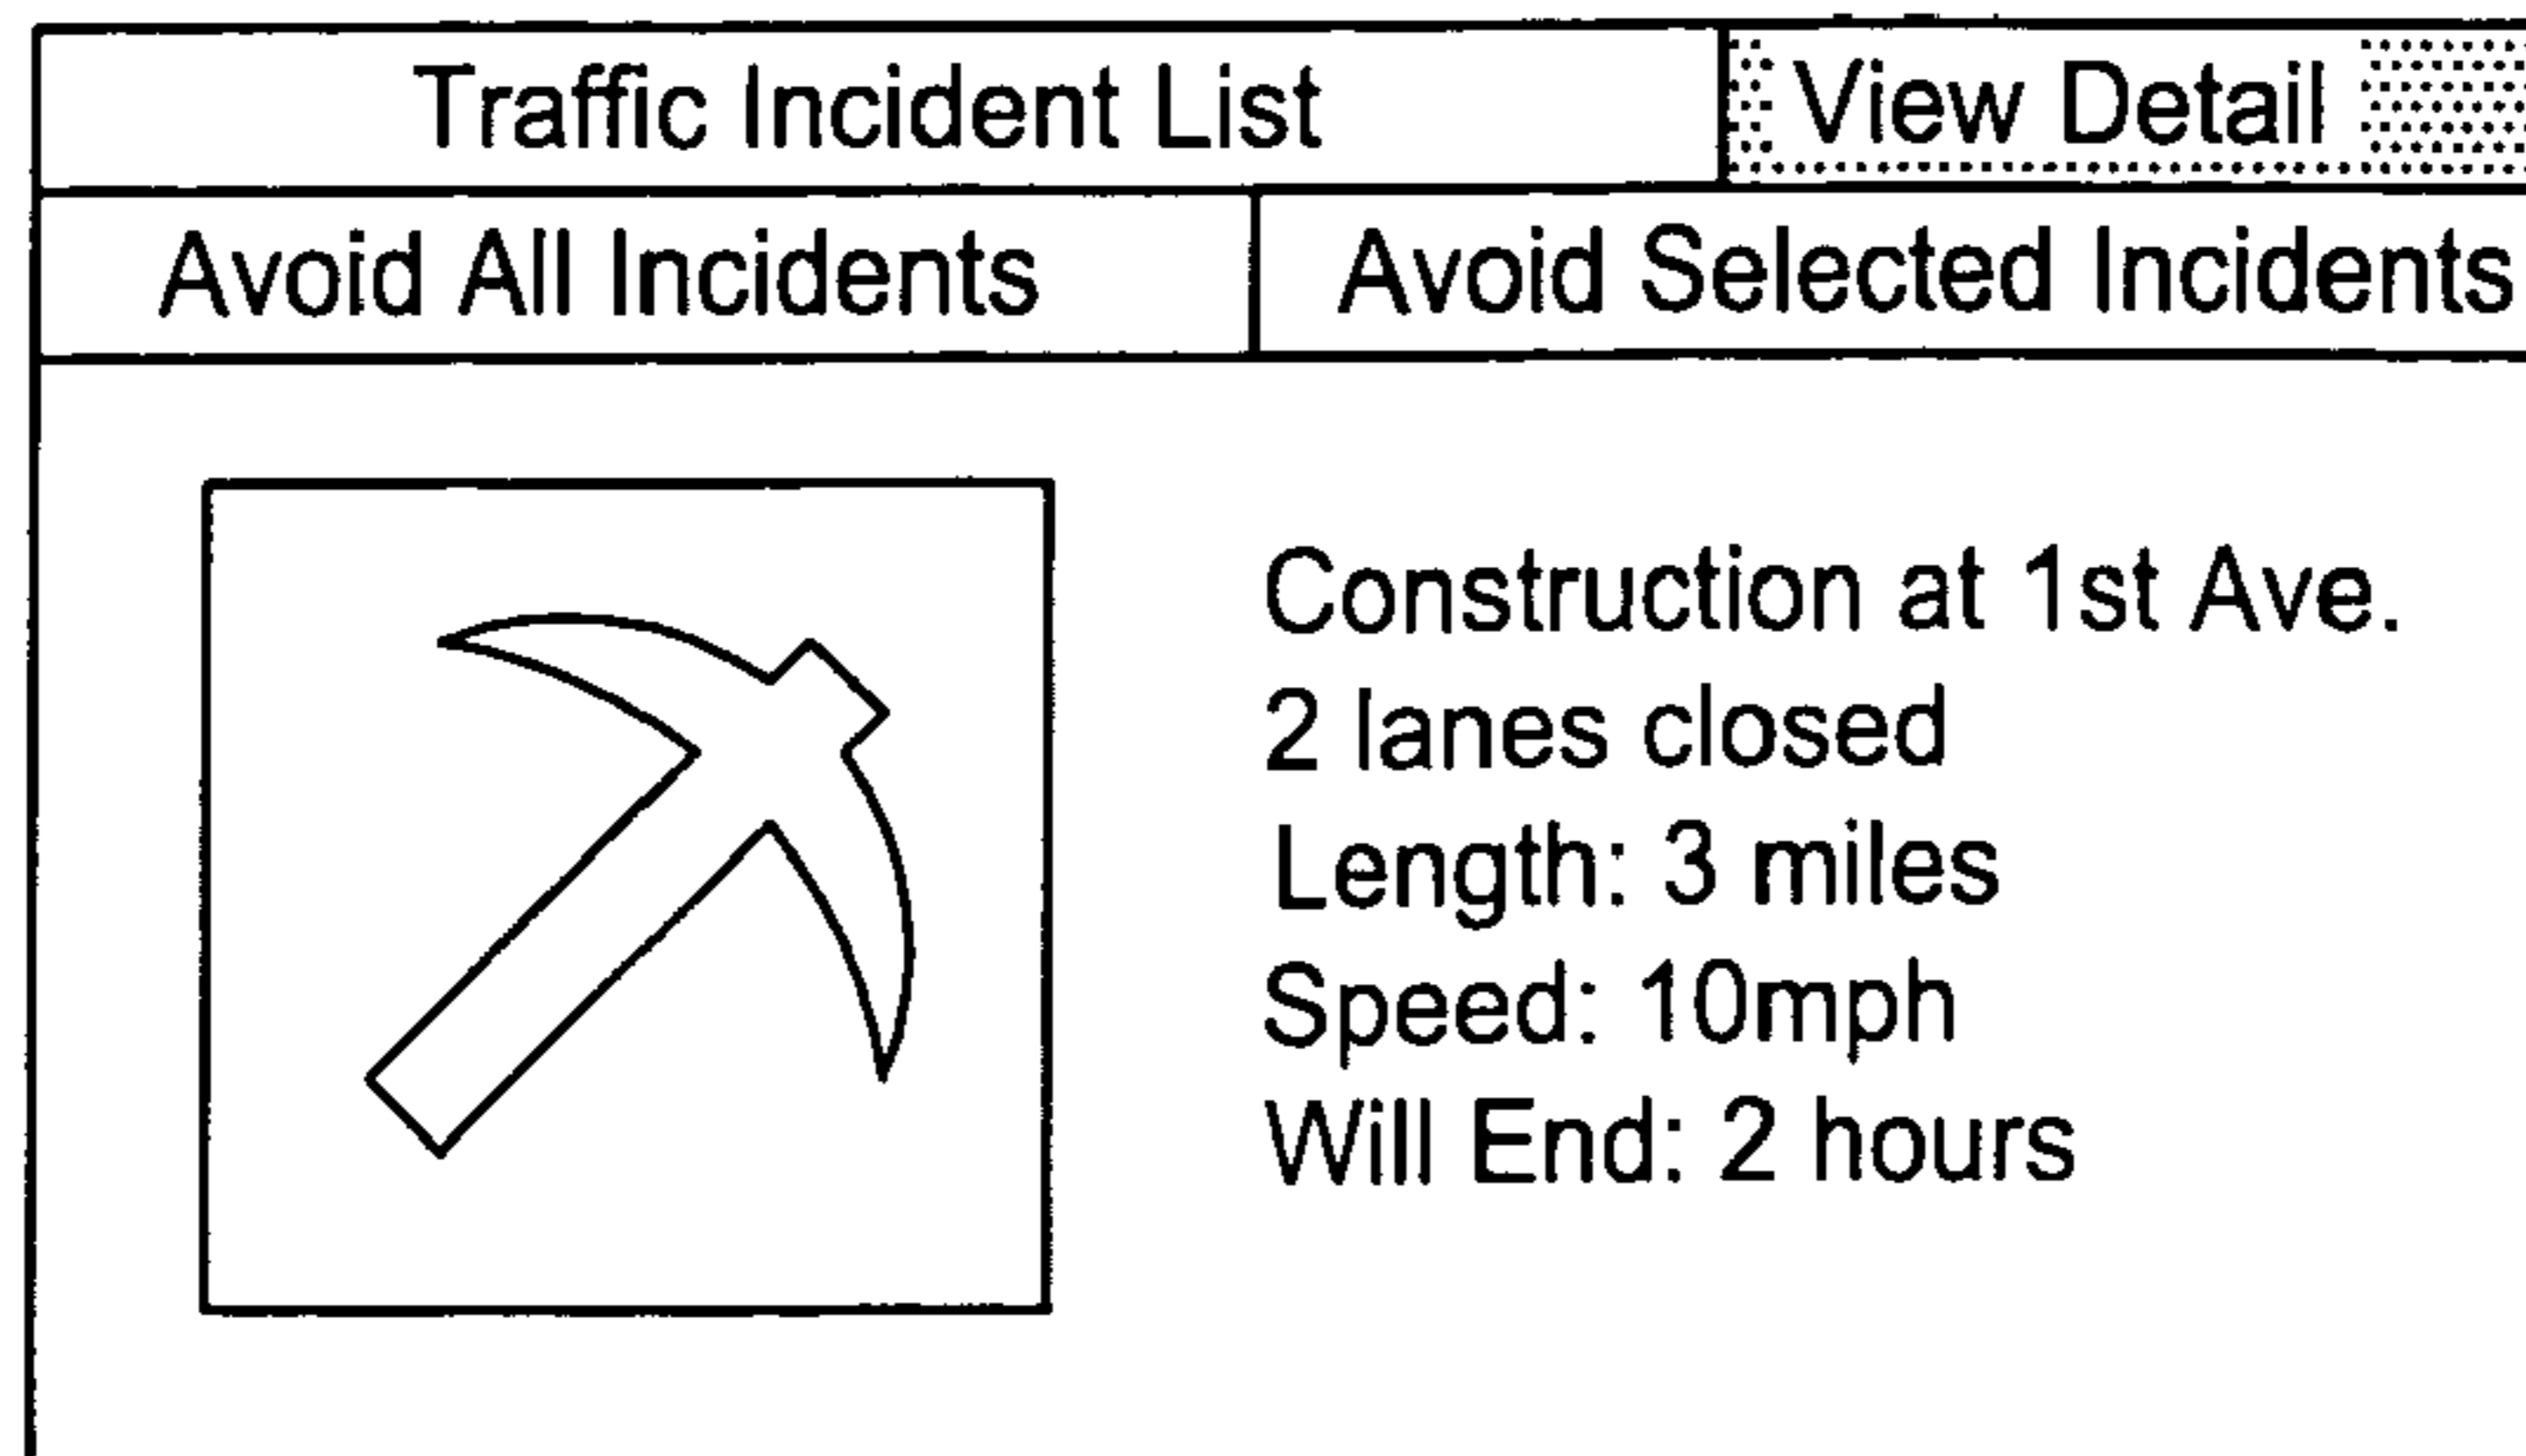 Traffic Incident List View Detail
Avoid All Incidents Avoid Selected Incidents
Construction at 1st Ave.
2 lanes closed
Length: 3 miles
Speed: 10mph
Will End: 2 hours